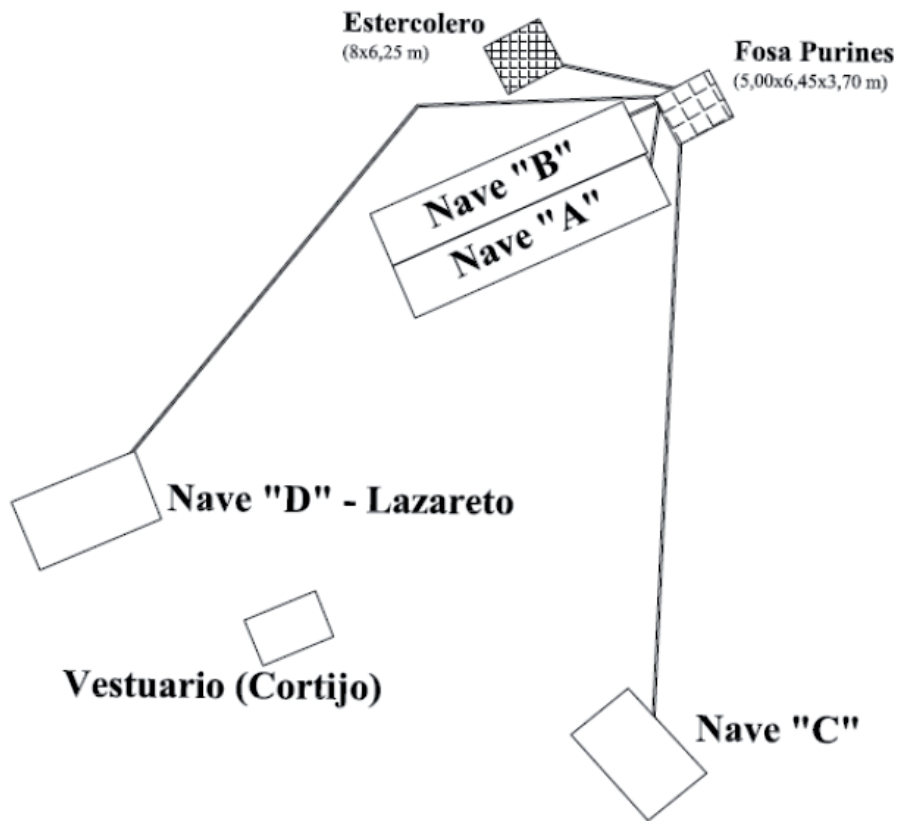 Estercolero
(8x6,25 m)
Fosa Purines
(5,00x6,45x3,70 m)
Nave "B"
Nave "A"
Nave "D" - Lazareto
Vestuario (Cortijo)
Nave "C"